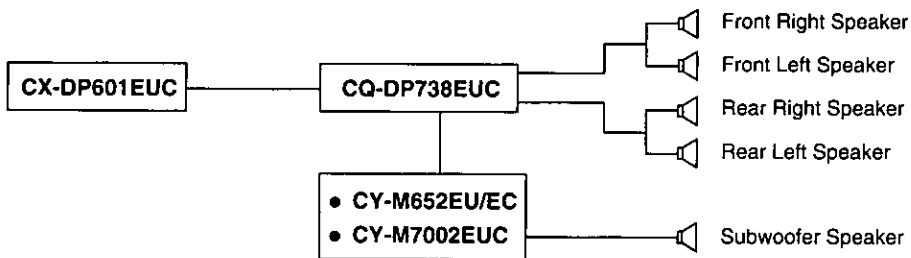 Front Right Speaker
Front Left Speaker
CX-DP601EUC
CQ-DP738EUC
Rear Right Speaker
Rear Left Speaker
● CY-M652EU/EC
● CY-M7002EUC
Subwoofer Speaker